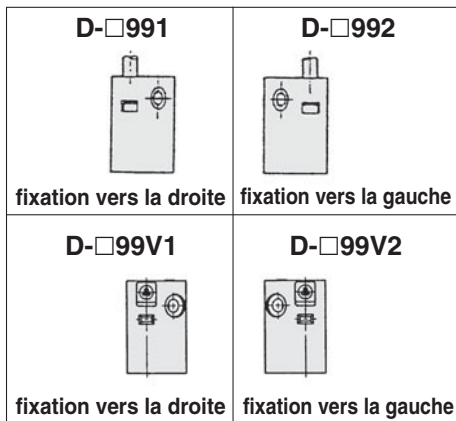 D-□991
fixation vers la droite
D-□992
fixation vers la gauche
D-□99V1
fixation vers la droite
D-□99V2
fixation vers la gauche